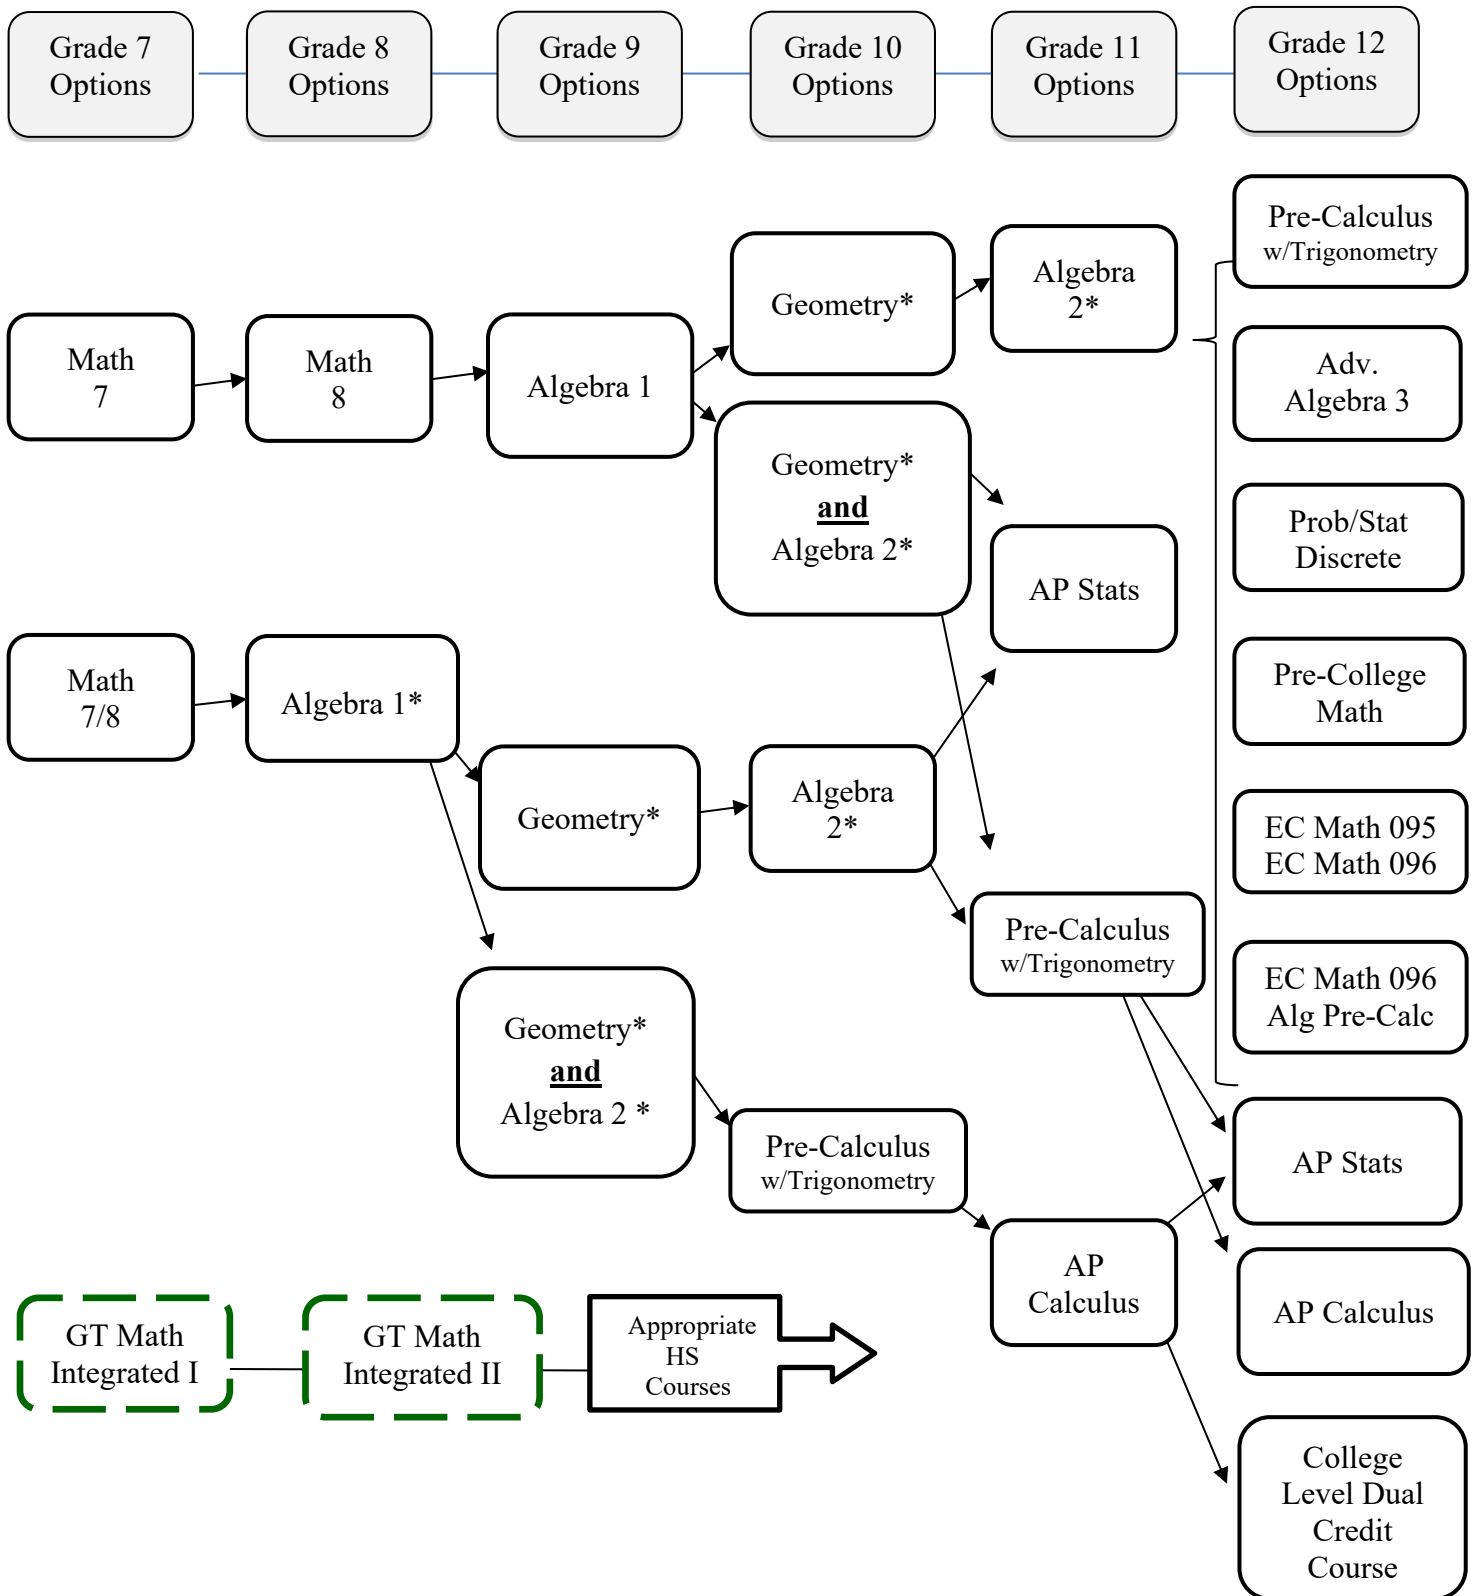 Grade 7
Options
Grade 8
Options
Grade 9
Options
Grade 10
Options
Grade 11
Options
Grade 12
Options
Math
7
Math
8
Algebra 1
Geometry*
Algebra
2*
Geometry*
and
Algebra 2*
AP Stats
Pre-Calculus
w/Trigonometry
Adv.
Algebra 3
Prob/Stat
Discrete
Pre-College
Math
EC Math 095
EC Math 096
EC Math 096
Alg Pre-Calc
Math
7/8
Algebra 1*
Geometry*
Algebra
2*
Pre-Calculus
w/Trigonometry
Geometry*
and
Algebra 2 *
Pre-Calculus
w/Trigonometry
AP
Calculus
AP Stats
AP Calculus
College
Level Dual
Credit
Course
GT Math
Integrated I
GT Math
Integrated II
Appropriate
HS
Courses